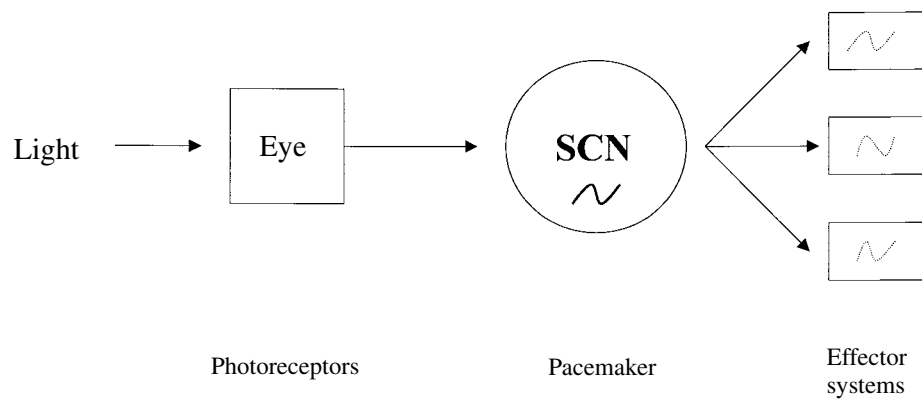 Light
Eye
SCN
Photoreceptors
Pacemaker
Effector
systems